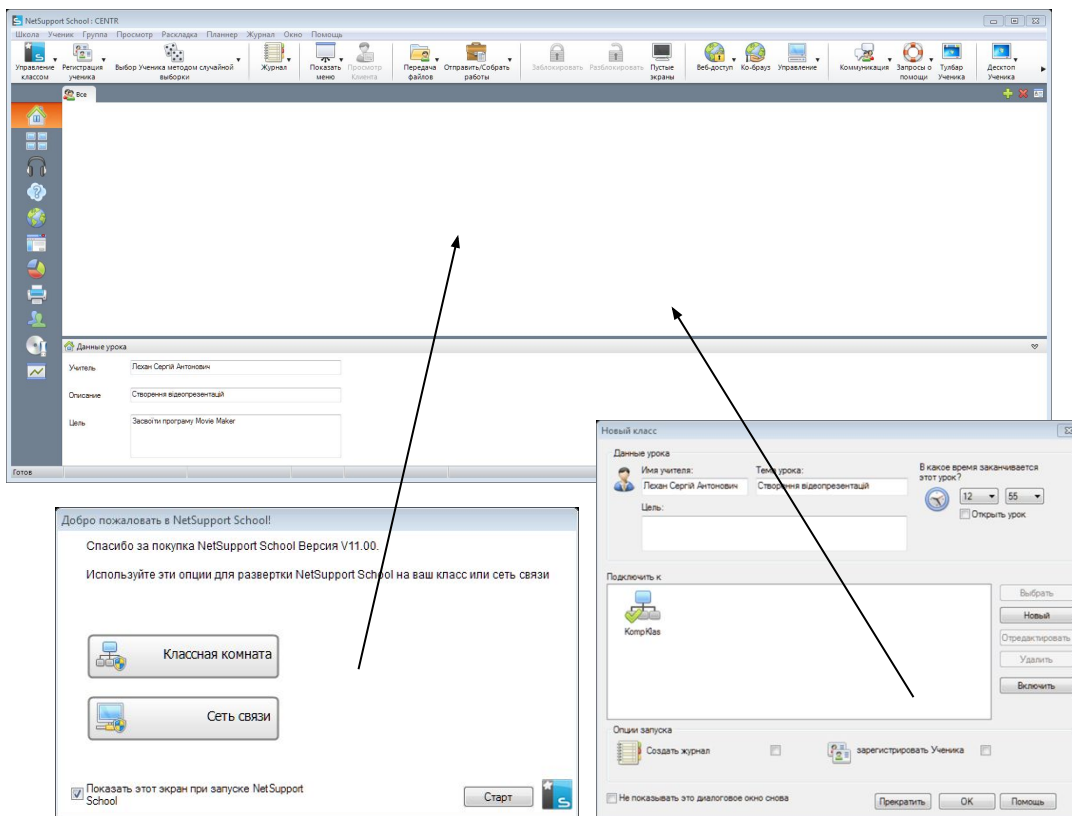 NetSupport School : CENTR
Школа Ученик Группа Просмотр Раскладка Планнер Журнал Окно Помощь
Управление классом
Регистрация ученика
Выбор Ученика методом случайной выборки
Журнал
Показать меню
Просмотр Клиента
Передача файлов
Отправить/Собрать работы
Заблокировать
Разблокировать
Пустые экраны
Веб-доступ
Ко-брауз
Управление
Коммуникация
Запросы о помощи
Тулбар Ученика
Десктоп Ученика
Все
Данные урока
Учитель Лєхан Сергій Антонович
Описание Створення відеопрезентацій
Цель Засвоїти програму Movie Maker
Готов
Добро пожаловать в NetSupport School!
Спасибо за покупка NetSupport School Версия V11.00.
Используйте эти опции для развертки NetSupport School на ваш класс или сеть связи
Классная комната
Сеть связи
Показать этот экран при запуске NetSupport
School
Старт
Новый класс
Данные урока
Имя учителя: Тема урока:
Лєхан Сергій Антонович Створення відеопрезентацій
Цель:
В какое время заканчивается
этот урок?
12 55
Открыть урок
Подключить к
KompKlas
Выбрать
Новый
Отредактировать
Удалить
Включить
Опции запуска
Создать журнал зарегистрировать Ученика
Не показывать это диалоговое окно снова
Прекратить OK Помощь